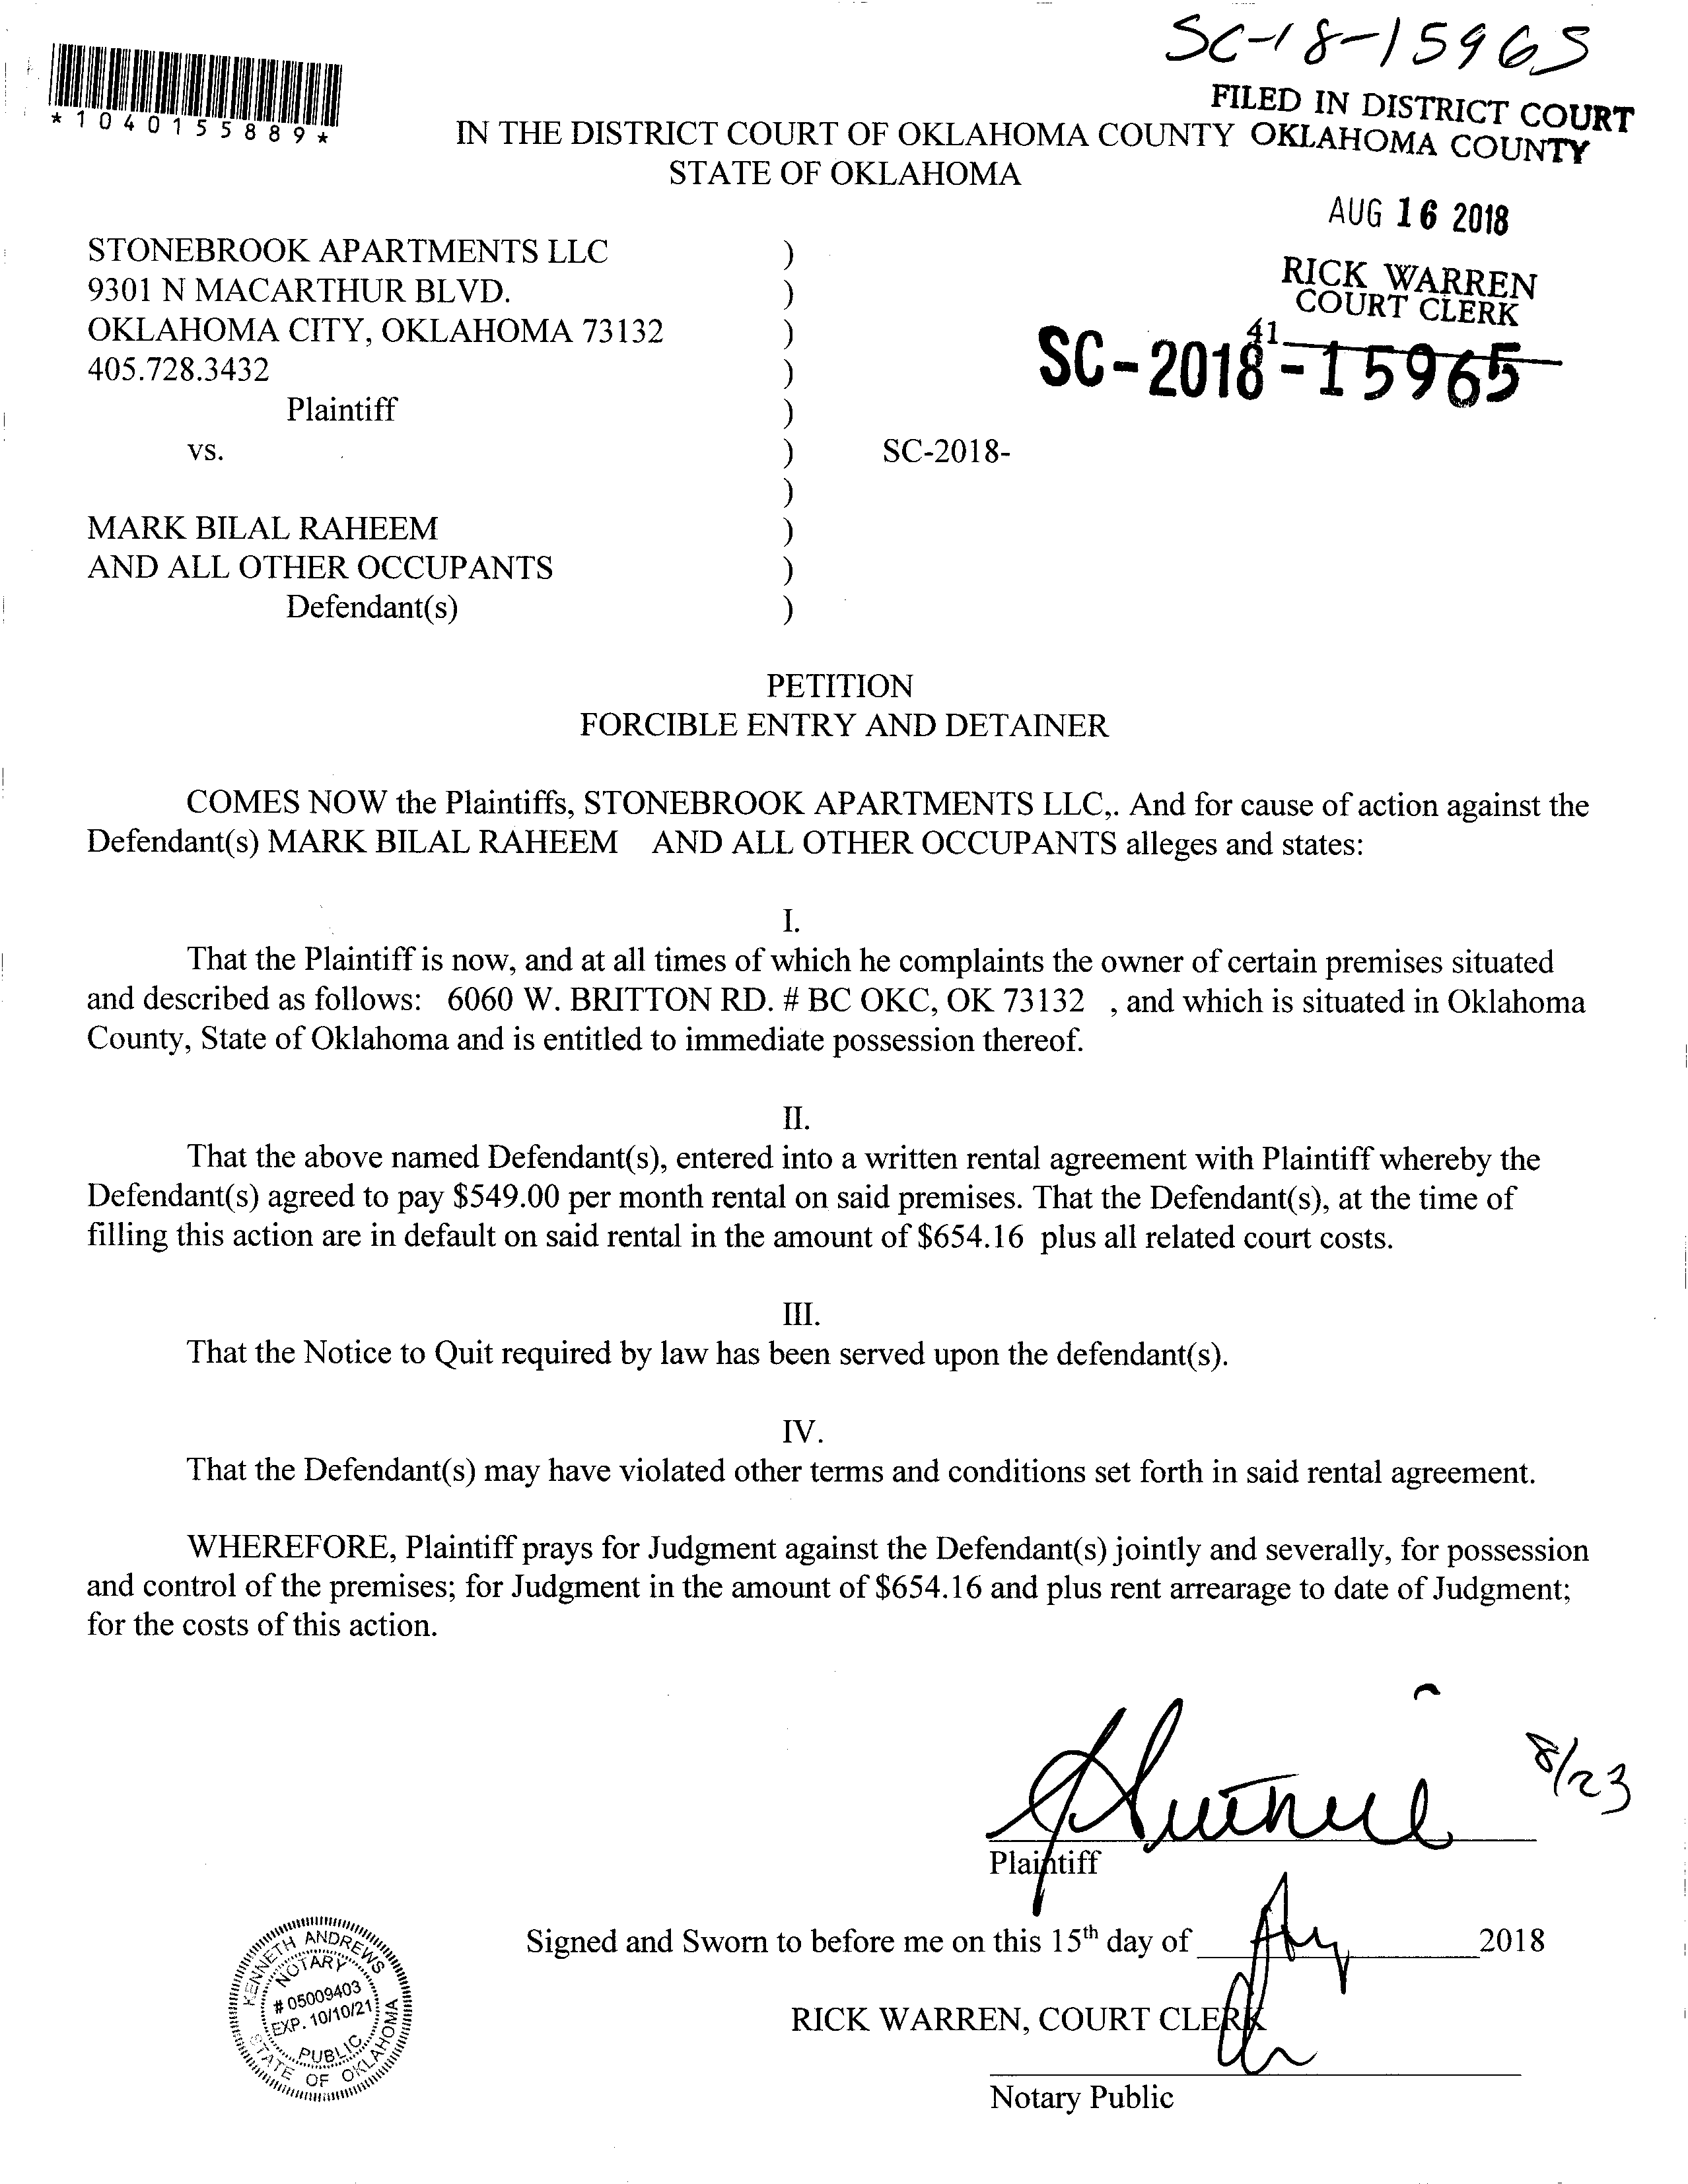 SC-18-15965
*1040155889*
FILED IN DISTRICT COURT
OKLAHOMA COUNTY
IN THE DISTRICT COURT OF OKLAHOMA COUNTY
STATE OF OKLAHOMA
AUG 16 2018
RICK WARREN
COURT CLERK
41
SC-2018-15965
STONEBROOK APARTMENTS LLC )
9301 N MACARTHUR BLVD. )
OKLAHOMA CITY, OKLAHOMA 73132 )
405.728.3432 )
Plaintiff )
vs. ) SC-2018-
)
MARK BILAL RAHEEM )
AND ALL OTHER OCCUPANTS )
Defendant(s) )
PETITION
FORCIBLE ENTRY AND DETAINER
COMES NOW the Plaintiffs, STONEBROOK APARTMENTS LLC,. And for cause of action against the
Defendant(s) MARK BILAL RAHEEM AND ALL OTHER OCCUPANTS alleges and states:
I.
That the Plaintiff is now, and at all times of which he complaints the owner of certain premises situated
and described as follows: 6060 W. BRITTON RD. # BC OKC, OK 73132 , and which is situated in Oklahoma
County, State of Oklahoma and is entitled to immediate possession thereof.
II.
That the above named Defendant(s), entered into a written rental agreement with Plaintiff whereby the
Defendant(s) agreed to pay $549.00 per month rental on said premises. That the Defendant(s), at the time of
filling this action are in default on said rental in the amount of $654.16 plus all related court costs.
III.
That the Notice to Quit required by law has been served upon the defendant(s).
IV.
That the Defendant(s) may have violated other terms and conditions set forth in said rental agreement.
WHEREFORE, Plaintiff prays for Judgment against the Defendant(s) jointly and severally, for possession
and control of the premises; for Judgment in the amount of $654.16 and plus rent arrearage to date of Judgment;
for the costs of this action.
8/23
Plaintiff
Signed and Sworn to before me on this 15th day of 2018
RICK WARREN, COURT CLERK
Notary Public
KENNETH ANDREWS
NOTARY
# 05009403
EXP. 10/10/21
PUBLIC
STATE OF OKLAHOMA